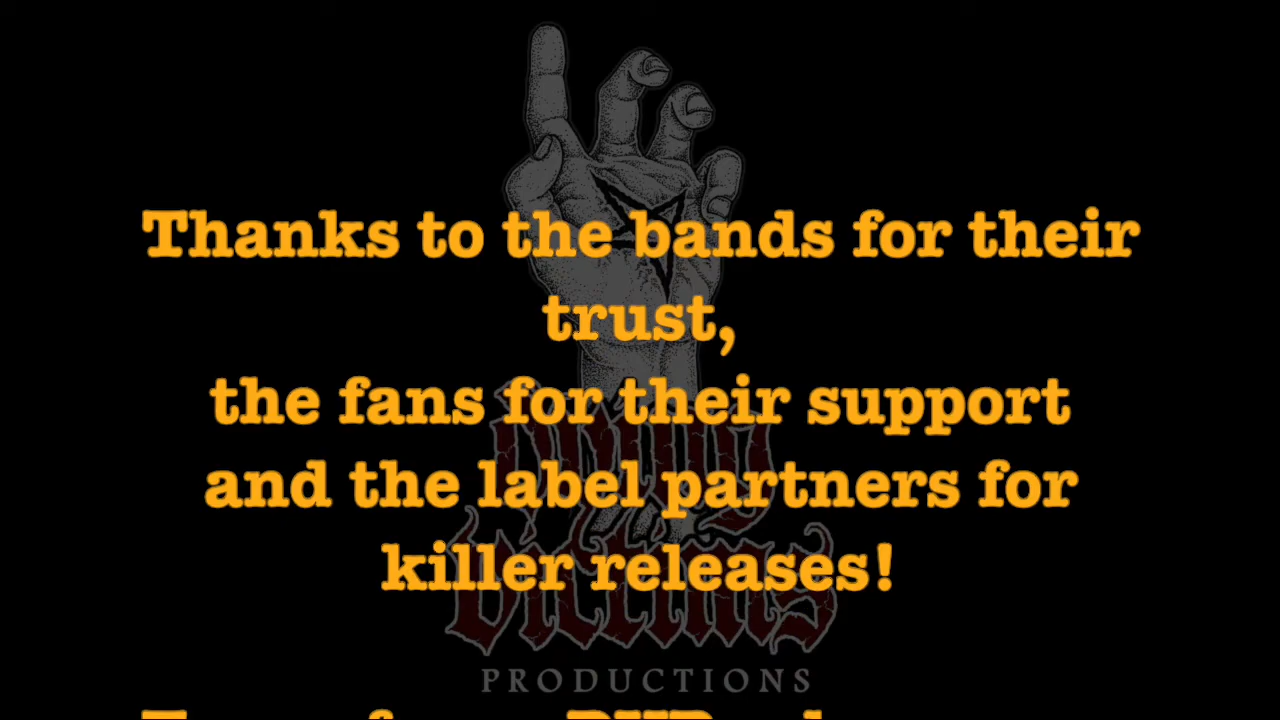 Thanks to the bands for their
trust,
the fans for their support
and the label partners for
killer releases!
Victims
PRODUCTIONS